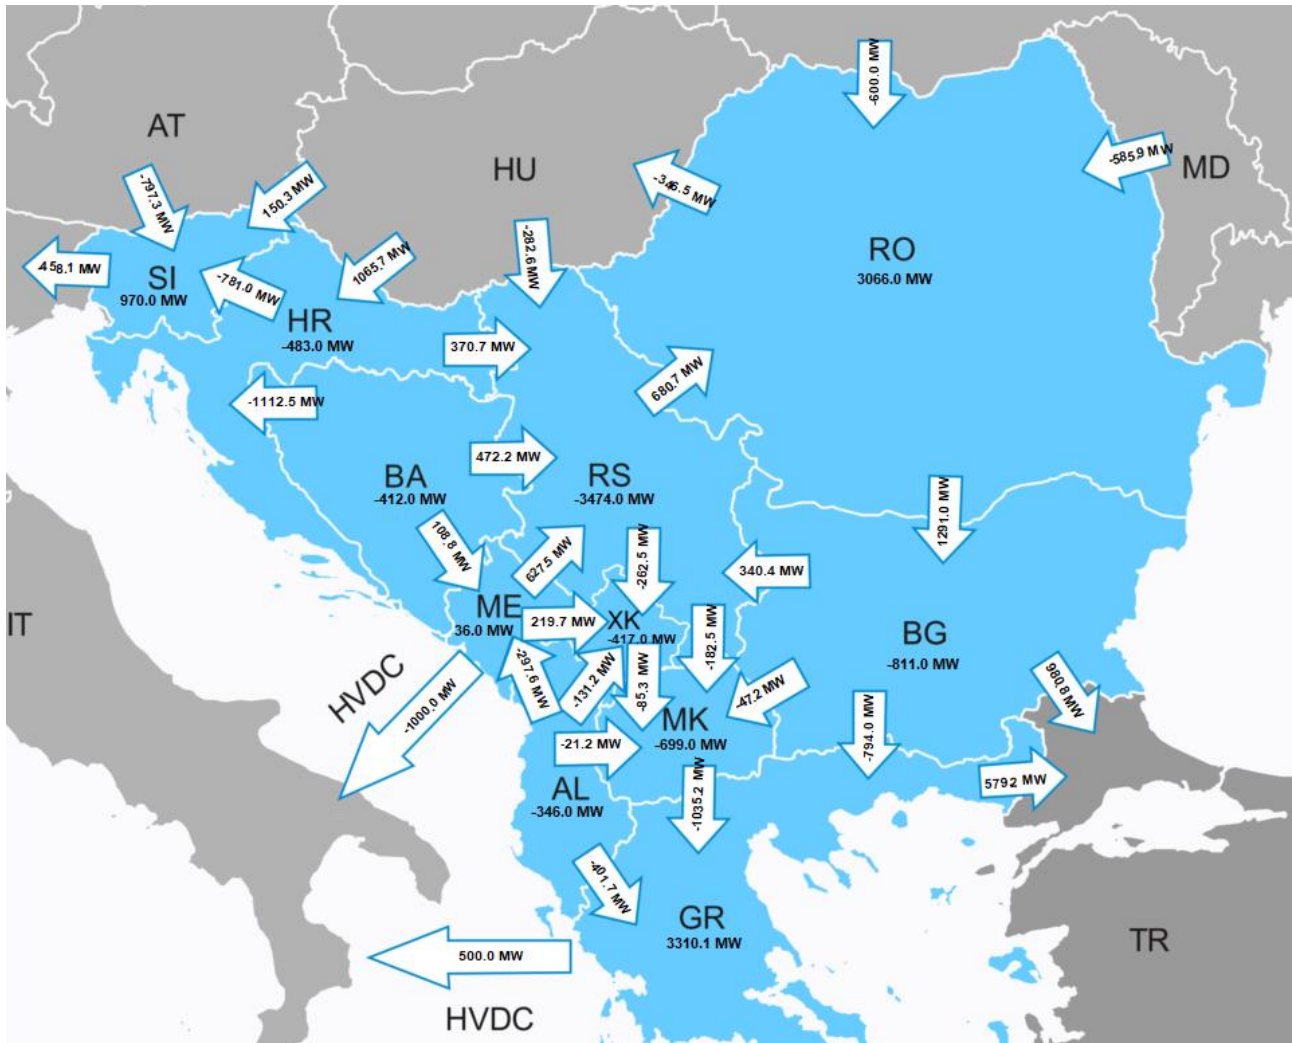 -600.0 MW
AT
HU
-585.9 MW
MD
-797.3 MW
150.3 MW
-346.5 MW
-458.1 MW
SI
970.0 MW
-781.0 MW
1065.7 MW
-282.6 MW
RO
3066.0 MW
HR
-483.0 MW
370.7 MW
680.7 MW
-1112.5 MW
BA
-412.0 MW
472.2 MW
RS
-3474.0 MW
1291.0 MW
108.8 MW
627.5 MW
-262.5 MW
340.4 MW
IT
ME
36.0 MW
219.7 MW
XK
-417.0 MW
-182.5 MW
BG
-811.0 MW
HVDC
-1000.0 MW
-297.6 MW
-131.2 MW
-85.3 MW
-47.2 MW
980.8 MW
MK
-699.0 MW
-21.2 MW
-794.0 MW
5792 MW
AL
-346.0 MW
-1035.2 MW
-401.7 MW
GR
3310.1 MW
TR
500.0 MW
HVDC